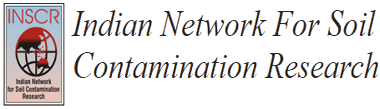 INSCR
Indian Network
for Soil Contamination
Research
Indian Network For Soil
Contamination Research